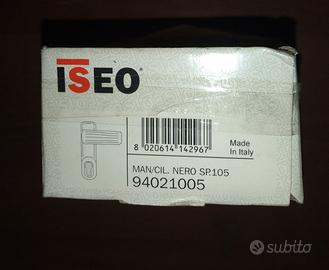 ISEO
8 020614 142967
Made
In Italy
MAN/CIL. NERO SP.105
94021005
subito